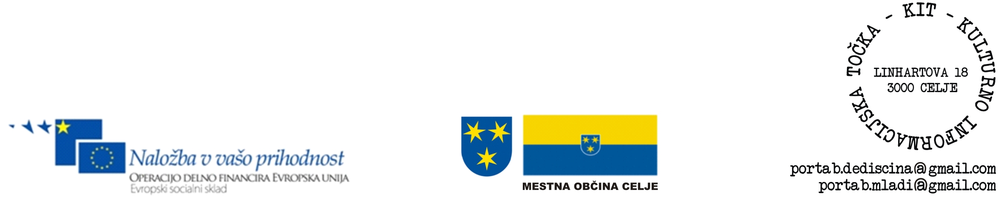 Naložba v vašo prihodnost
OPERACIJO DELNO FINANCIRA EVROPSKA UNIJA
Evropski socialni sklad
MESTNA OBČINA CELJE
- KIT - KULTURNO INFORMACIJSKA TOČKA
LINHARTOVA 18
3000 CELJE
portab.dediscina@gmail.com
portab.mladi@gmail.com